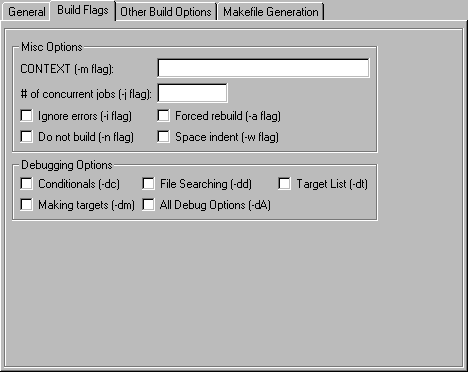 General Build Flags Other Build Options Makefile Generation
Misc Options
CONTEXT (-m flag):
# of concurrent jobs (-j flag):
Ignore errors (-i flag) Forced rebuild (-a flag)
Do not build (-n flag) Space indent (-w flag)
Debugging Options
Conditionals (-dc) File Searching (-dd) Target List (-dt)
Making targets (-dm) All Debug Options (-dA)